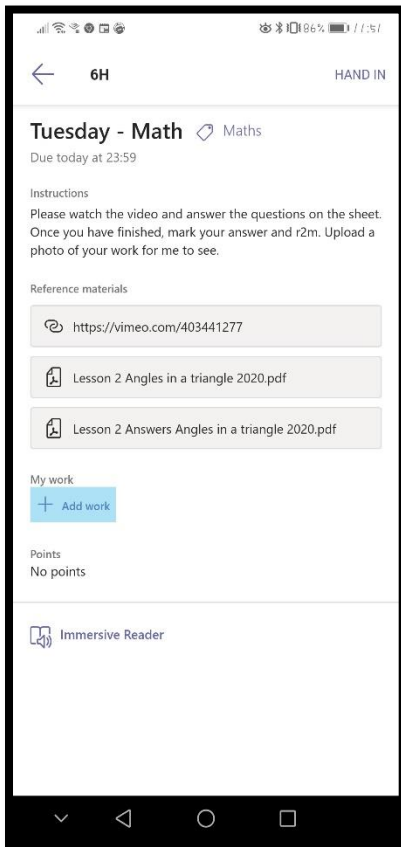 86%
6H
HAND IN
Tuesday - Math Maths
Due today at 23:59
Instructions
Please watch the video and answer the questions on the sheet.
Once you have finished, mark your answer and r2m. Upload a
photo of your work for me to see.
Reference materials
https://vimeo.com/403441277
Lesson 2 Angles in a triangle 2020.pdf
Lesson 2 Answers Angles in a triangle 2020.pdf
My work
+ Add work
Points
No points
Immersive Reader